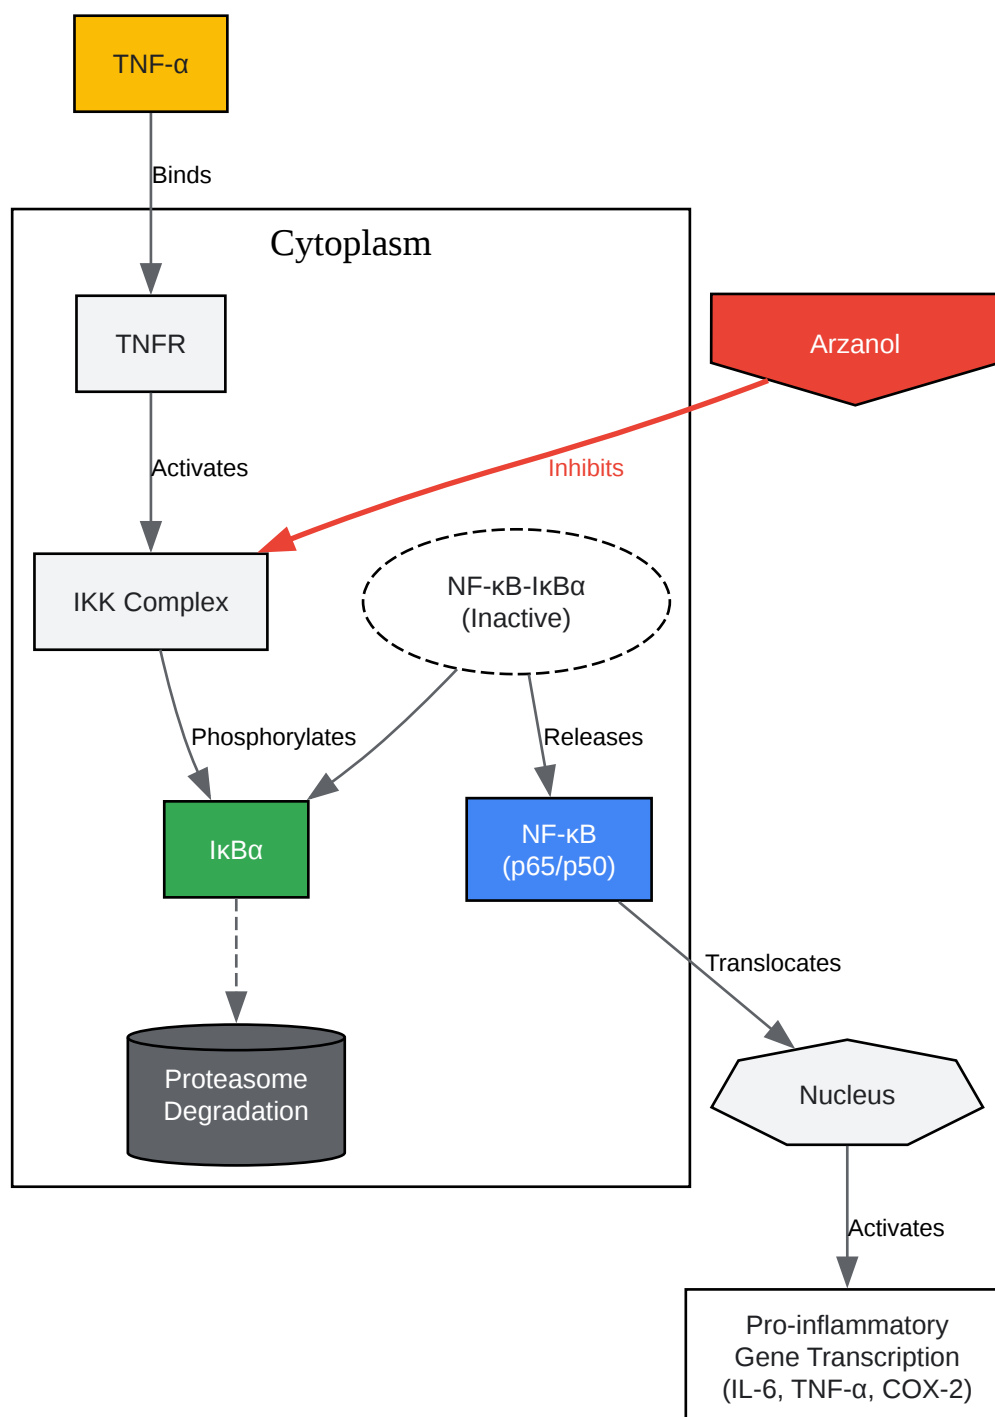 TNF-α
Binds
Cytoplasm
TNFR
Arzanol
Activates
Inhibits
IKK Complex
NF-κB-IκBα
(Inactive)
Phosphorylates
Releases
IκBα
NF-κB
(p65/p50)
Translocates
Proteasome
Degradation
Nucleus
Activates
Pro-inflammatory
Gene Transcription
(IL-6, TNF-α, COX-2)